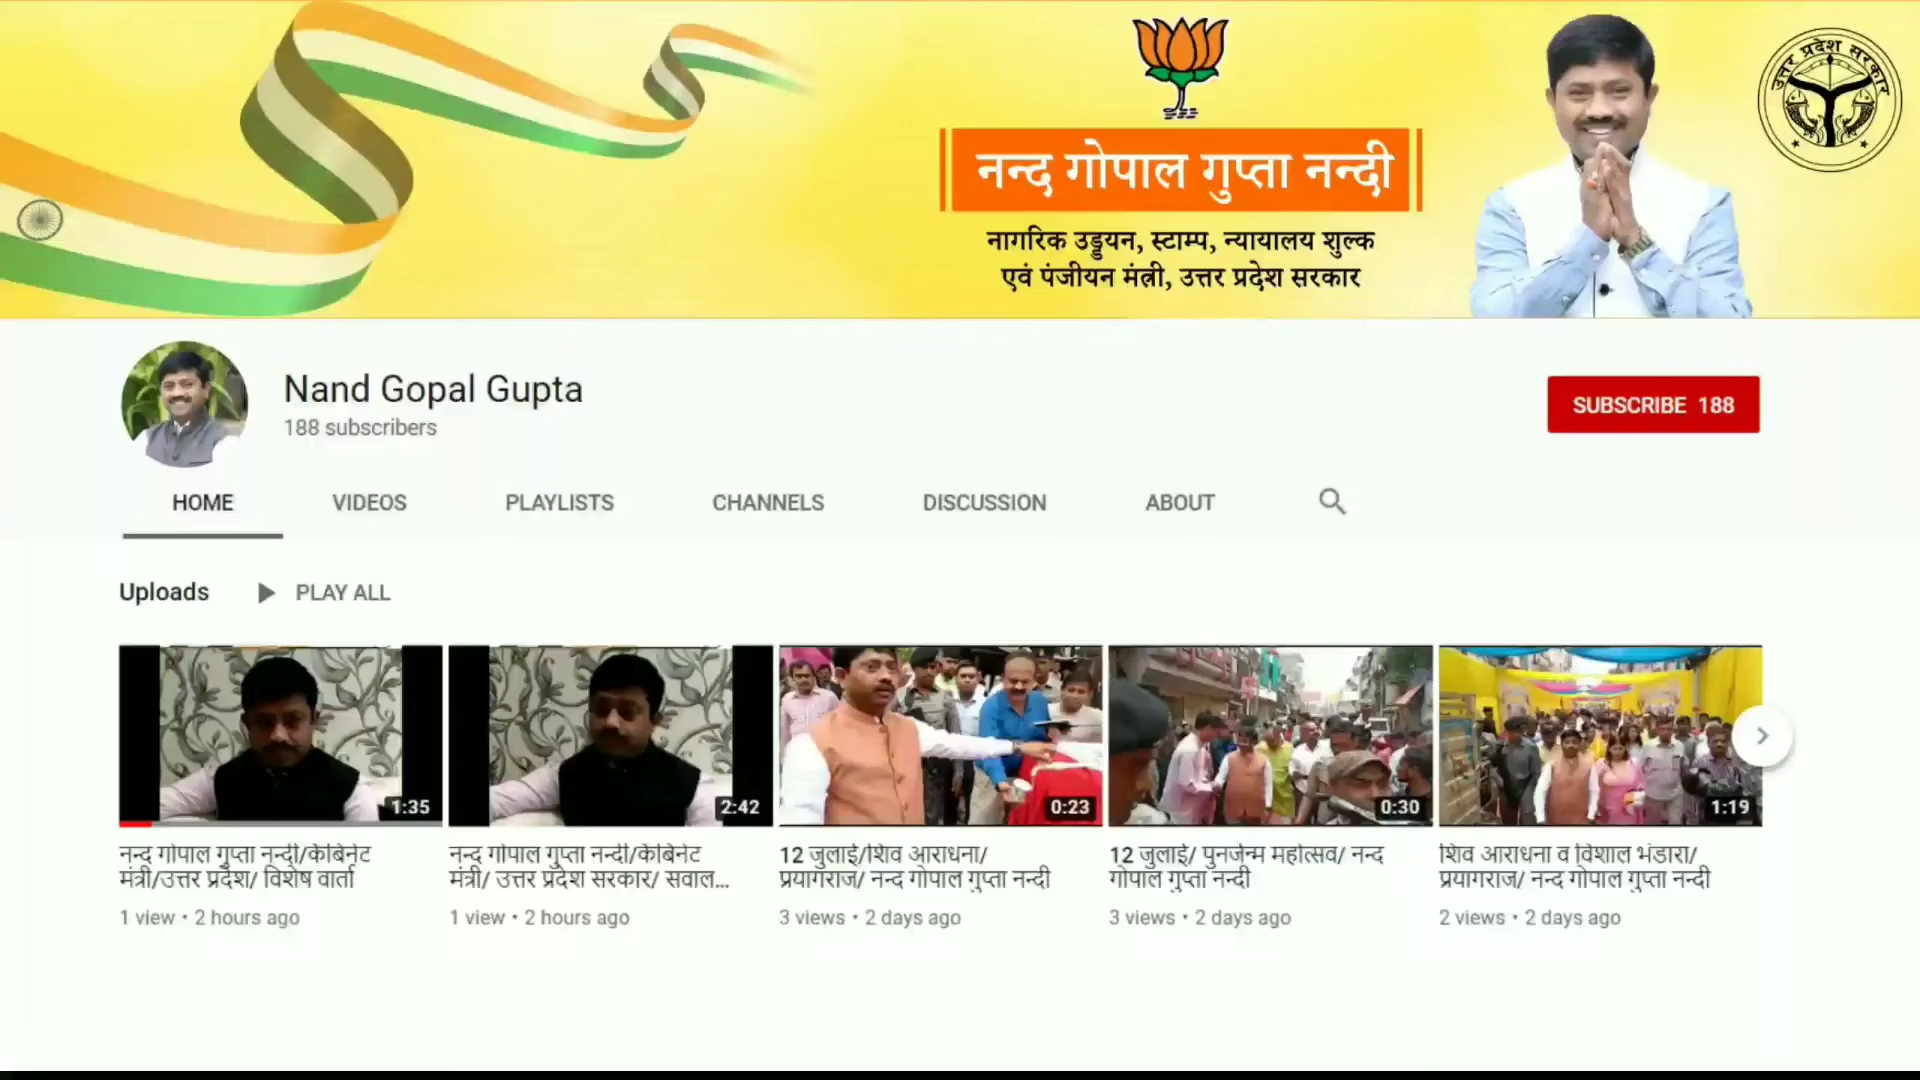 उत्तर प्रदेश सरकार
नन्द गोपाल गुप्ता नन्दी
नागरिक उड्डयन, स्टाम्प, न्यायालय शुल्क
एवं पंजीयन मंत्री, उत्तर प्रदेश सरकार
Nand Gopal Gupta
188 subscribers
SUBSCRIBE 188
HOME VIDEOS PLAYLISTS CHANNELS DISCUSSION ABOUT
Uploads PLAY ALL
1:35 2:42 0:23 0:30 1:19
नन्द गोपाल गुप्ता नन्दी/केबिनेट
मंत्री/उत्तर प्रदेश/ विशेष वार्ता
1 view • 2 hours ago
नन्द गोपाल गुप्ता नन्दी/केबिनेट
मंत्री/ उत्तर प्रदेश सरकार/ सवाल...
1 view • 2 hours ago
12 जुलाई/शिव आराधना/
प्रयागराज/ नन्द गोपाल गुप्ता नन्दी
3 views • 2 days ago
12 जुलाई/ पुनर्जन्म महोत्सव/ नन्द
गोपाल गुप्ता नन्दी
3 views • 2 days ago
शिव आराधना व विशाल भंडारा/
प्रयागराज/ नन्द गोपाल गुप्ता नन्दी
2 views • 2 days ago